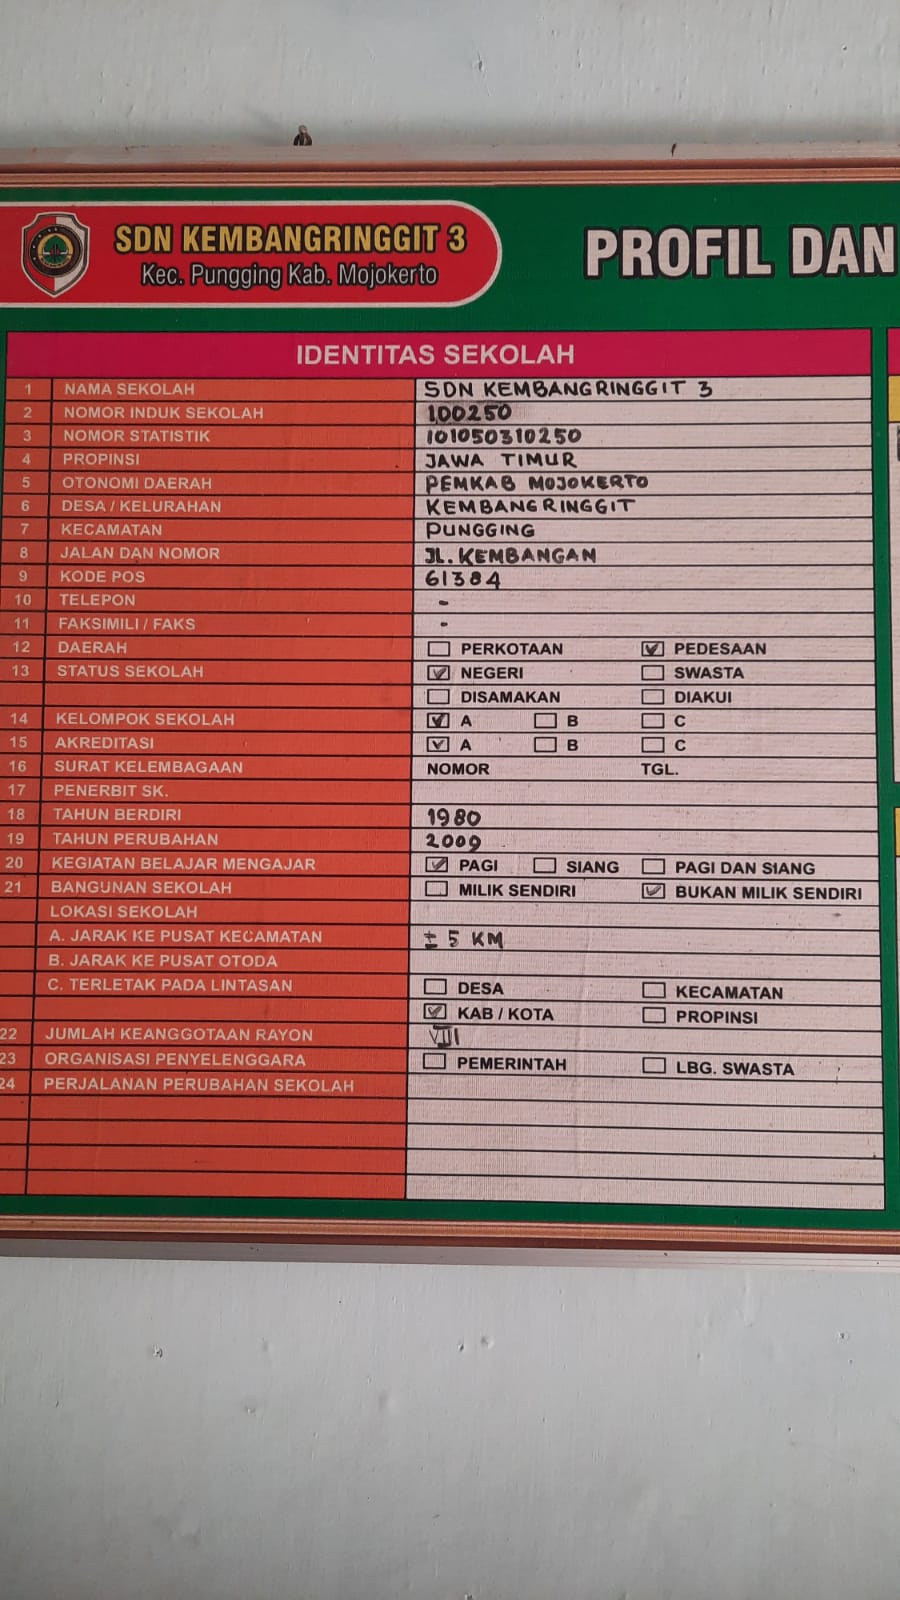 SDN KEMBANGRINGGIT 3
Kec. Pungging Kab. Mojokerto
PROFIL DAN
IDENTITAS SEKOLAH
1 NAMA SEKOLAH SDN KEMBANGRINGGIT 3
2 NOMOR INDUK SEKOLAH 100250
3 NOMOR STATISTIK 101050310250
4 PROPINSI JAWA TIMUR
5 OTONOMI DAERAH PEMKAB MOJOKERTO
6 DESA / KELURAHAN KEMBANGRINGGIT
7 KECAMATAN PUNGGING
8 JALAN DAN NOMOR JL. KEMBANGAN
9 KODE POS 61384
10 TELEPON -
11 FAKSIMILI / FAKS -
12 DAERAH ☐ PERKOTAAN ☑ PEDESAAN
13 STATUS SEKOLAH ☑ NEGERI ☐ SWASTA
☐ DISAMAKAN ☐ DIAKUI
14 KELOMPOK SEKOLAH ☑ A ☐ B ☐ C
15 AKREDITASI ☑ A ☐ B ☐ C
16 SURAT KELEMBAGAAN NOMOR TGL.
17 PENERBIT SK.
18 TAHUN BERDIRI 1980
19 TAHUN PERUBAHAN 2009
20 KEGIATAN BELAJAR MENGAJAR ☑ PAGI ☐ SIANG ☐ PAGI DAN SIANG
21 BANGUNAN SEKOLAH ☐ MILIK SENDIRI ☑ BUKAN MILIK SENDIRI
LOKASI SEKOLAH
A. JARAK KE PUSAT KECAMATAN ± 5 KM
B. JARAK KE PUSAT OTODA
C. TERLETAK PADA LINTASAN ☐ DESA ☐ KECAMATAN
☑ KAB / KOTA ☐ PROPINSI
22 JUMLAH KEANGGOTAAN RAYON VIII
23 ORGANISASI PENYELENGGARA ☐ PEMERINTAH ☐ LBG. SWASTA
24 PERJALANAN PERUBAHAN SEKOLAH